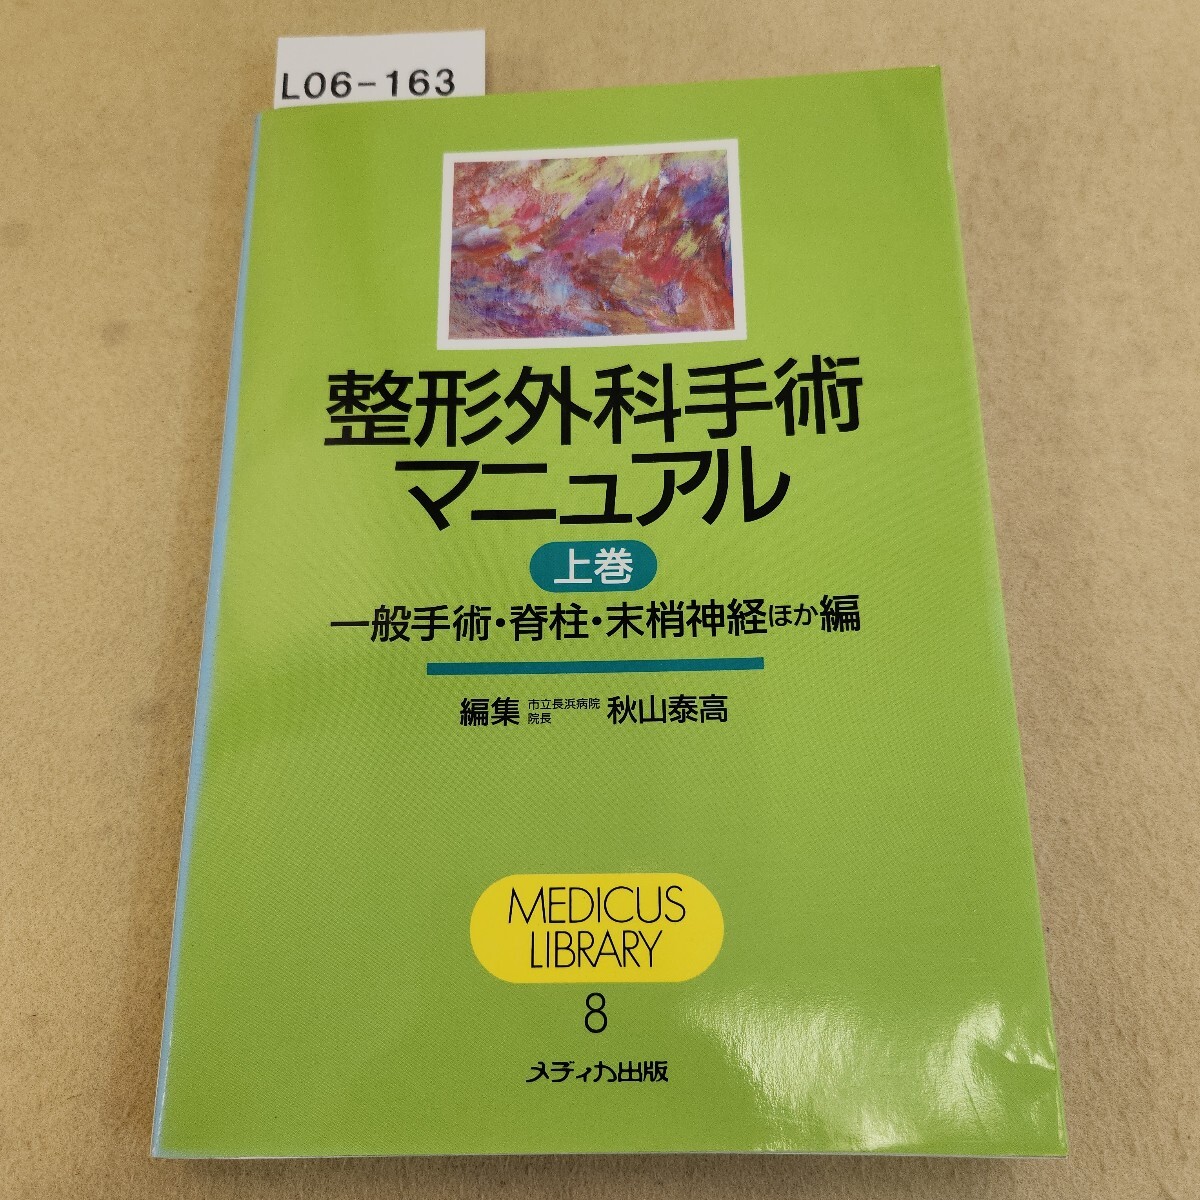 L06-163
整形外科手術
マニュアル
上巻
一般手術・脊柱・末梢神経ほか編
編集 市立長浜病院 院長 秋山泰高
MEDICUS
LIBRARY
8
メディカ出版